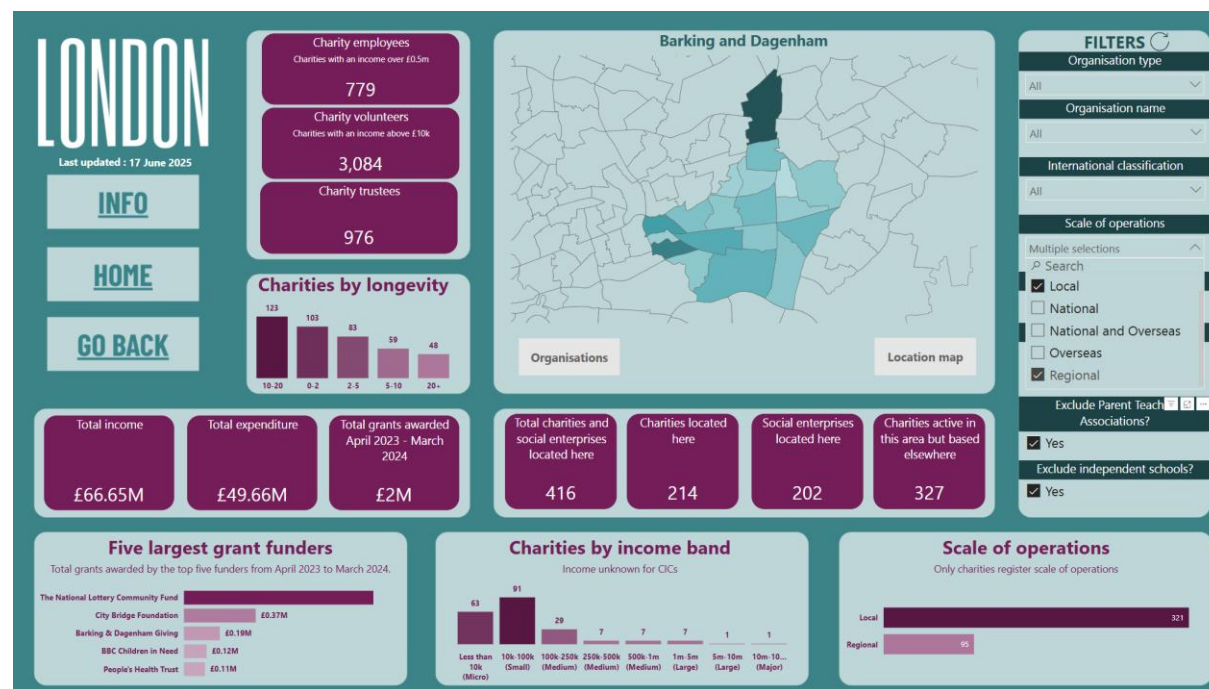 LONDON
Last updated : 17 June 2025
INFO
HOME
GO BACK
Charity employees
Charities with an income over £0.5m
779
Charity volunteers
Charities with an income above £10k
3,084
Charity trustees
976
Charities by longevity
123
103
83
59
48
10-20 0-2 2-5 5-10 20+
Barking and Dagenham
Organisations
Location map
FILTERS
Organisation type
All
Organisation name
All
International classification
All
Scale of operations
Multiple selections
Search
Local
National
National and Overseas
Overseas
Regional
Exclude Parent Teach
Associations?
Yes
Exclude independent schools?
Yes
Total income
£66.65M
Total expenditure
£49.66M
Total grants awarded
April 2023 - March
2024
£2M
Total charities and
social enterprises
located here
416
Charities located
here
214
Social enterprises
located here
202
Charities active in
this area but based
elsewhere
327
Five largest grant funders
Total grants awarded by the top five funders from April 2023 to March 2024.
The National Lottery Community Fund
City Bridge Foundation £0.37M
Barking & Dagenham Giving £0.19M
BBC Children in Need £0.12M
People's Health Trust £0.11M
Charities by income band
Income unknown for CICs
63
91
29
7
7
7
1
1
Less than
10k
(Micro)
10k-100k
(Small)
100k-250k
(Medium)
250k-500k
(Medium)
500k-1m
(Medium)
1m-5m
(Large)
5m-10m
(Large)
10m-10...
(Major)
Scale of operations
Only charities register scale of operations
Local 321
Regional 95